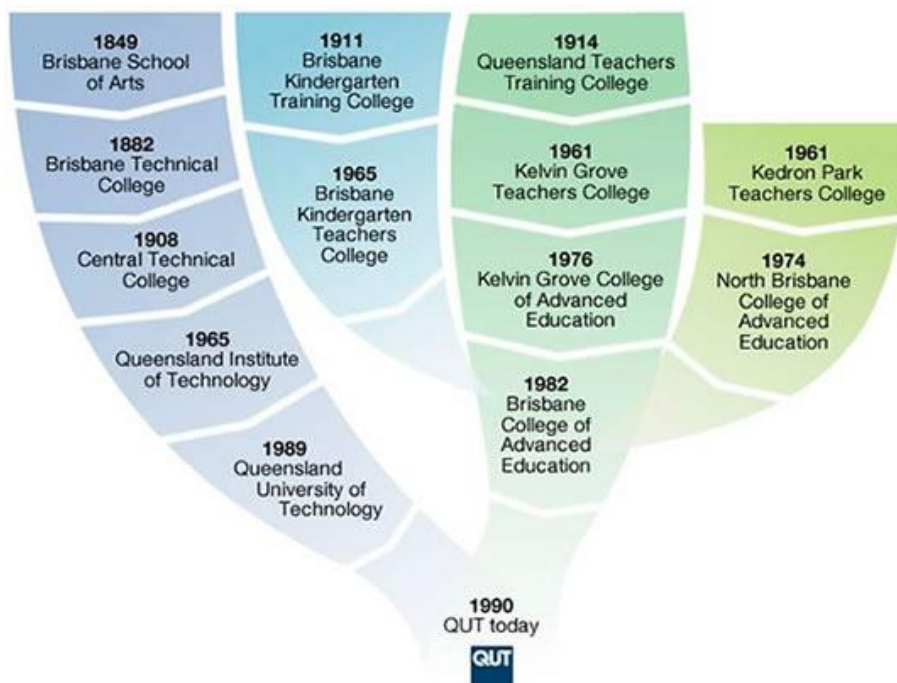 1849
Brisbane School
of Arts
1882
Brisbane Technical
College
1908
Central Technical
College
1965
Queensland Institute
of Technology
1989
Queensland
University of
Technology
1911
Brisbane
Kindergarten
Training College
1965
Brisbane
Kindergarten
Teachers
College
1914
Queensland Teachers
Training College
1961
Kelvin Grove
Teachers College
1976
Kelvin Grove College
of Advanced
Education
1982
Brisbane
College of
Advanced
Education
1961
Kedron Park
Teachers College
1974
North Brisbane
College of
Advanced
Education
1990
QUT today
QUT